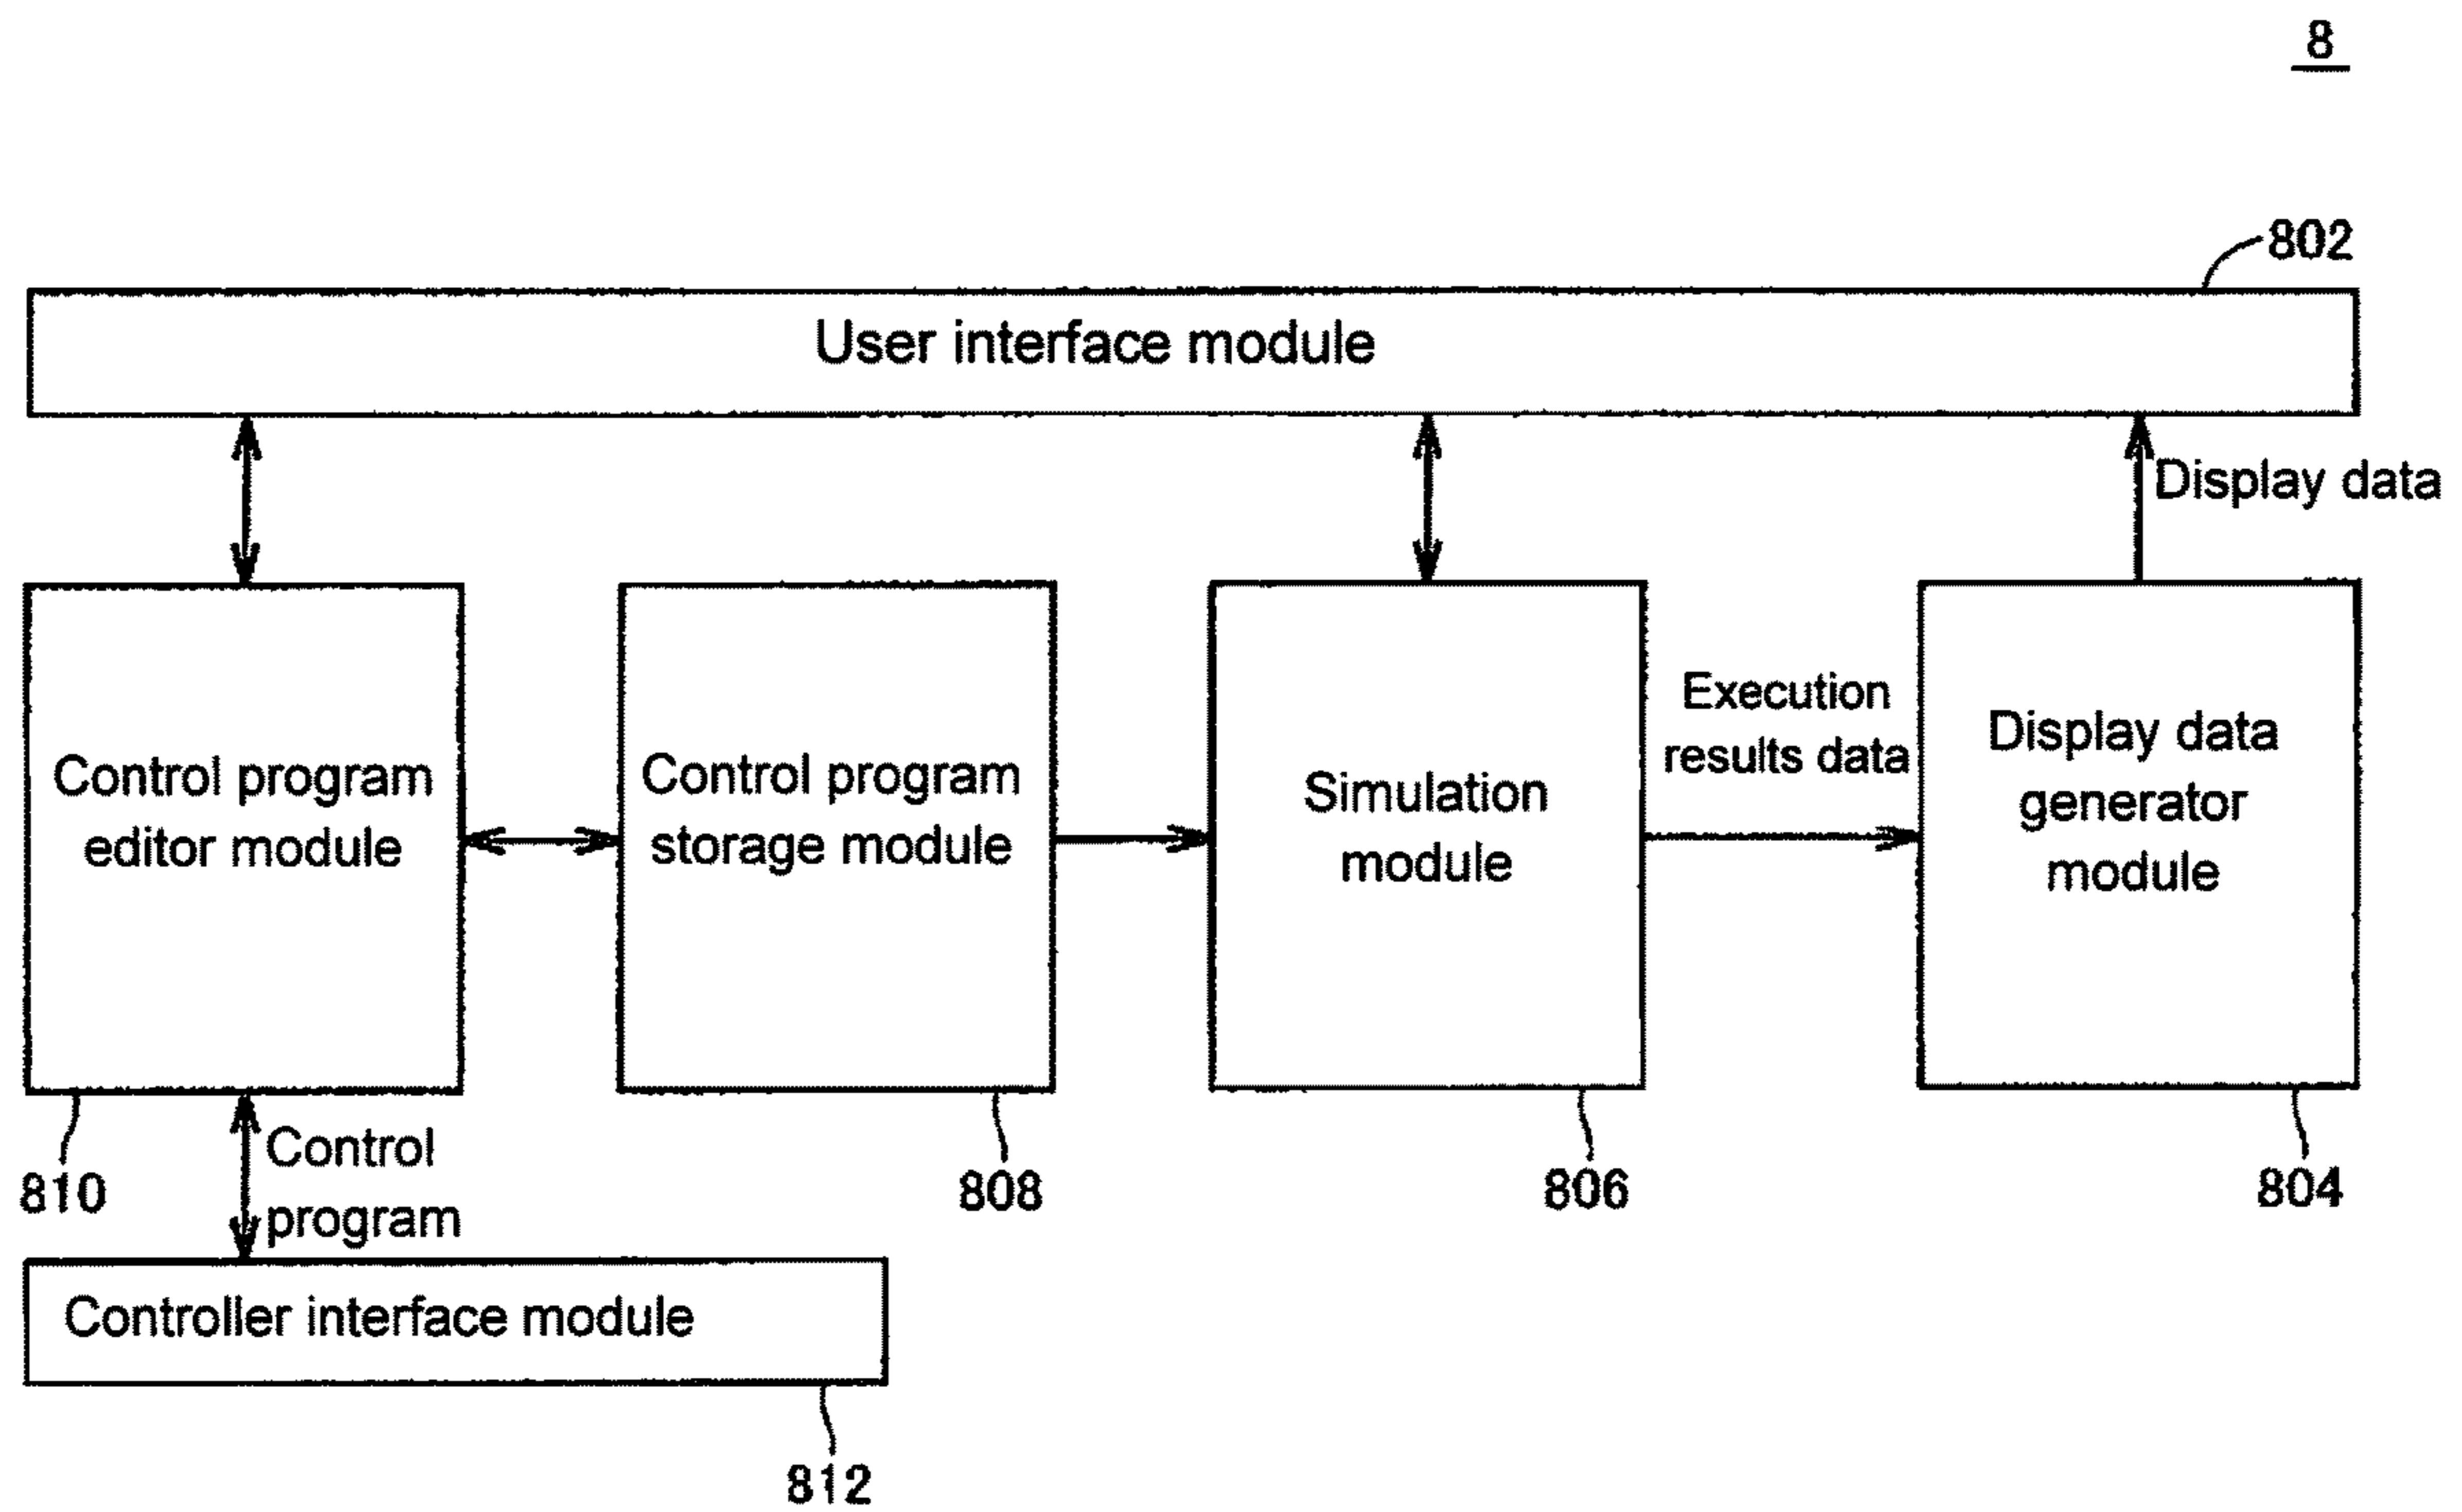 8
802
User interface module
Display data
Control program
editor module
Control program
storage module
Simulation
module
Execution
results data
Display data
generator
module
810
Control
program
808
806
804
Controller interface module
812